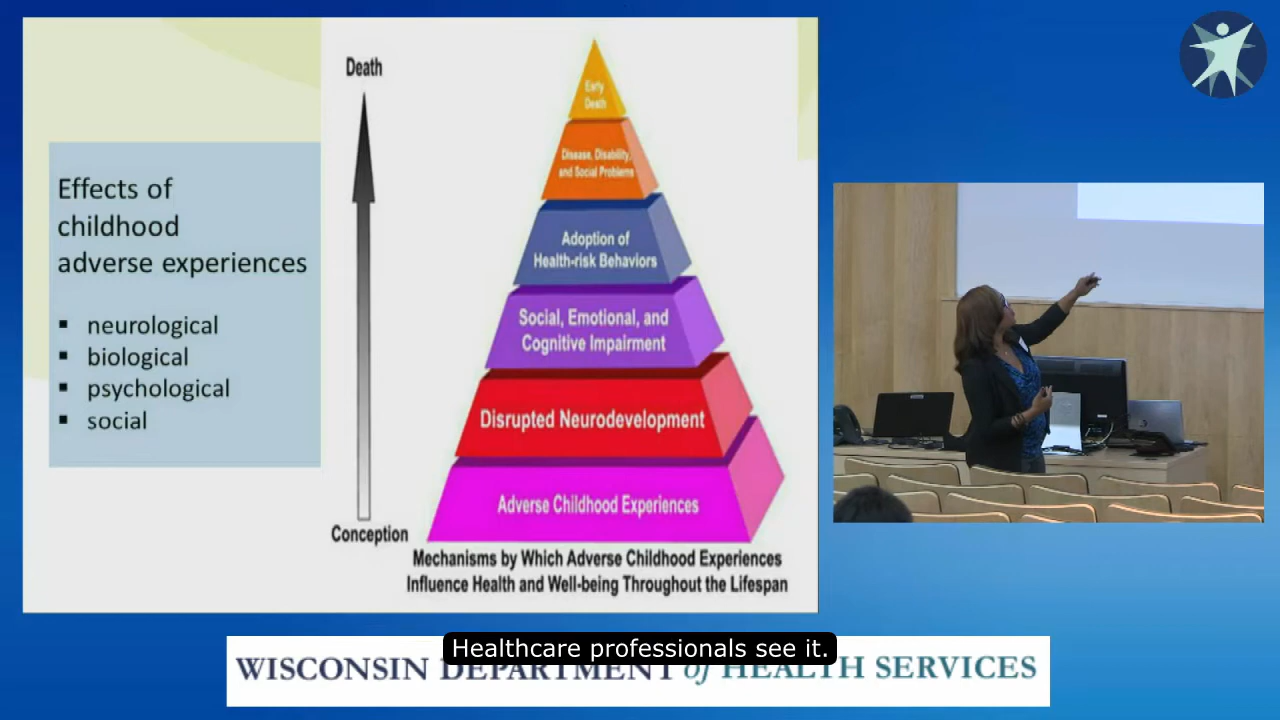 Effects of
childhood
adverse experiences
▪ neurological
▪ biological
▪ psychological
▪ social
Death
Conception
Early
Death
Disease, Disability,
and Social Problems
Adoption of
Health-risk Behaviors
Social, Emotional, and
Cognitive Impairment
Disrupted Neurodevelopment
Adverse Childhood Experiences
Mechanisms by Which Adverse Childhood Experiences
Influence Health and Well-being Throughout the Lifespan
Healthcare professionals see it.
WISCONSIN DEPARTMENT of HEALTH SERVICES